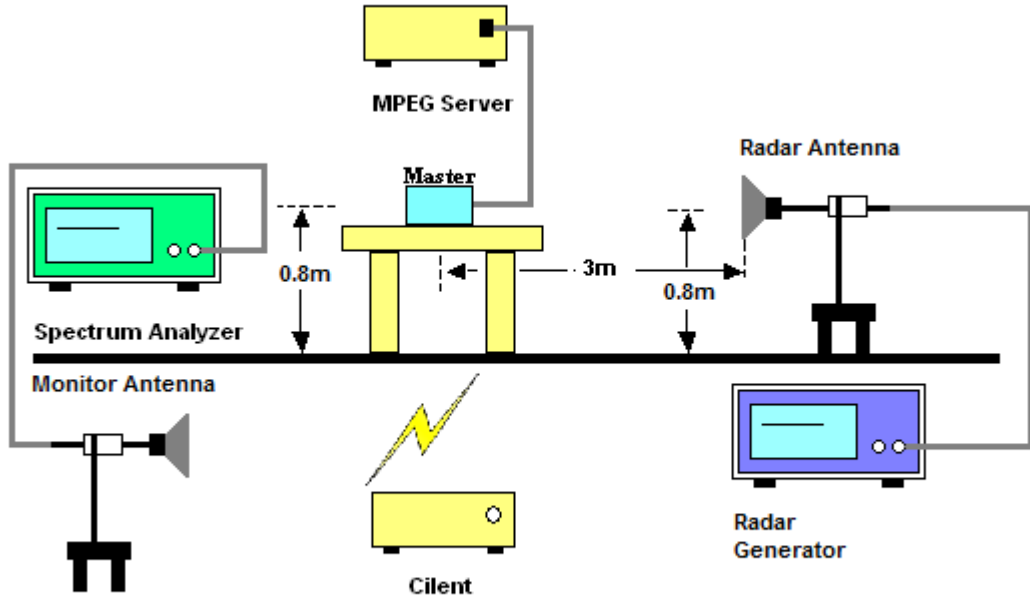 MPEG Server
Radar Antenna
Master
3m
0.8m
0.8m
Spectrum Analyzer
Monitor Antenna
Radar
Generator
Cilent